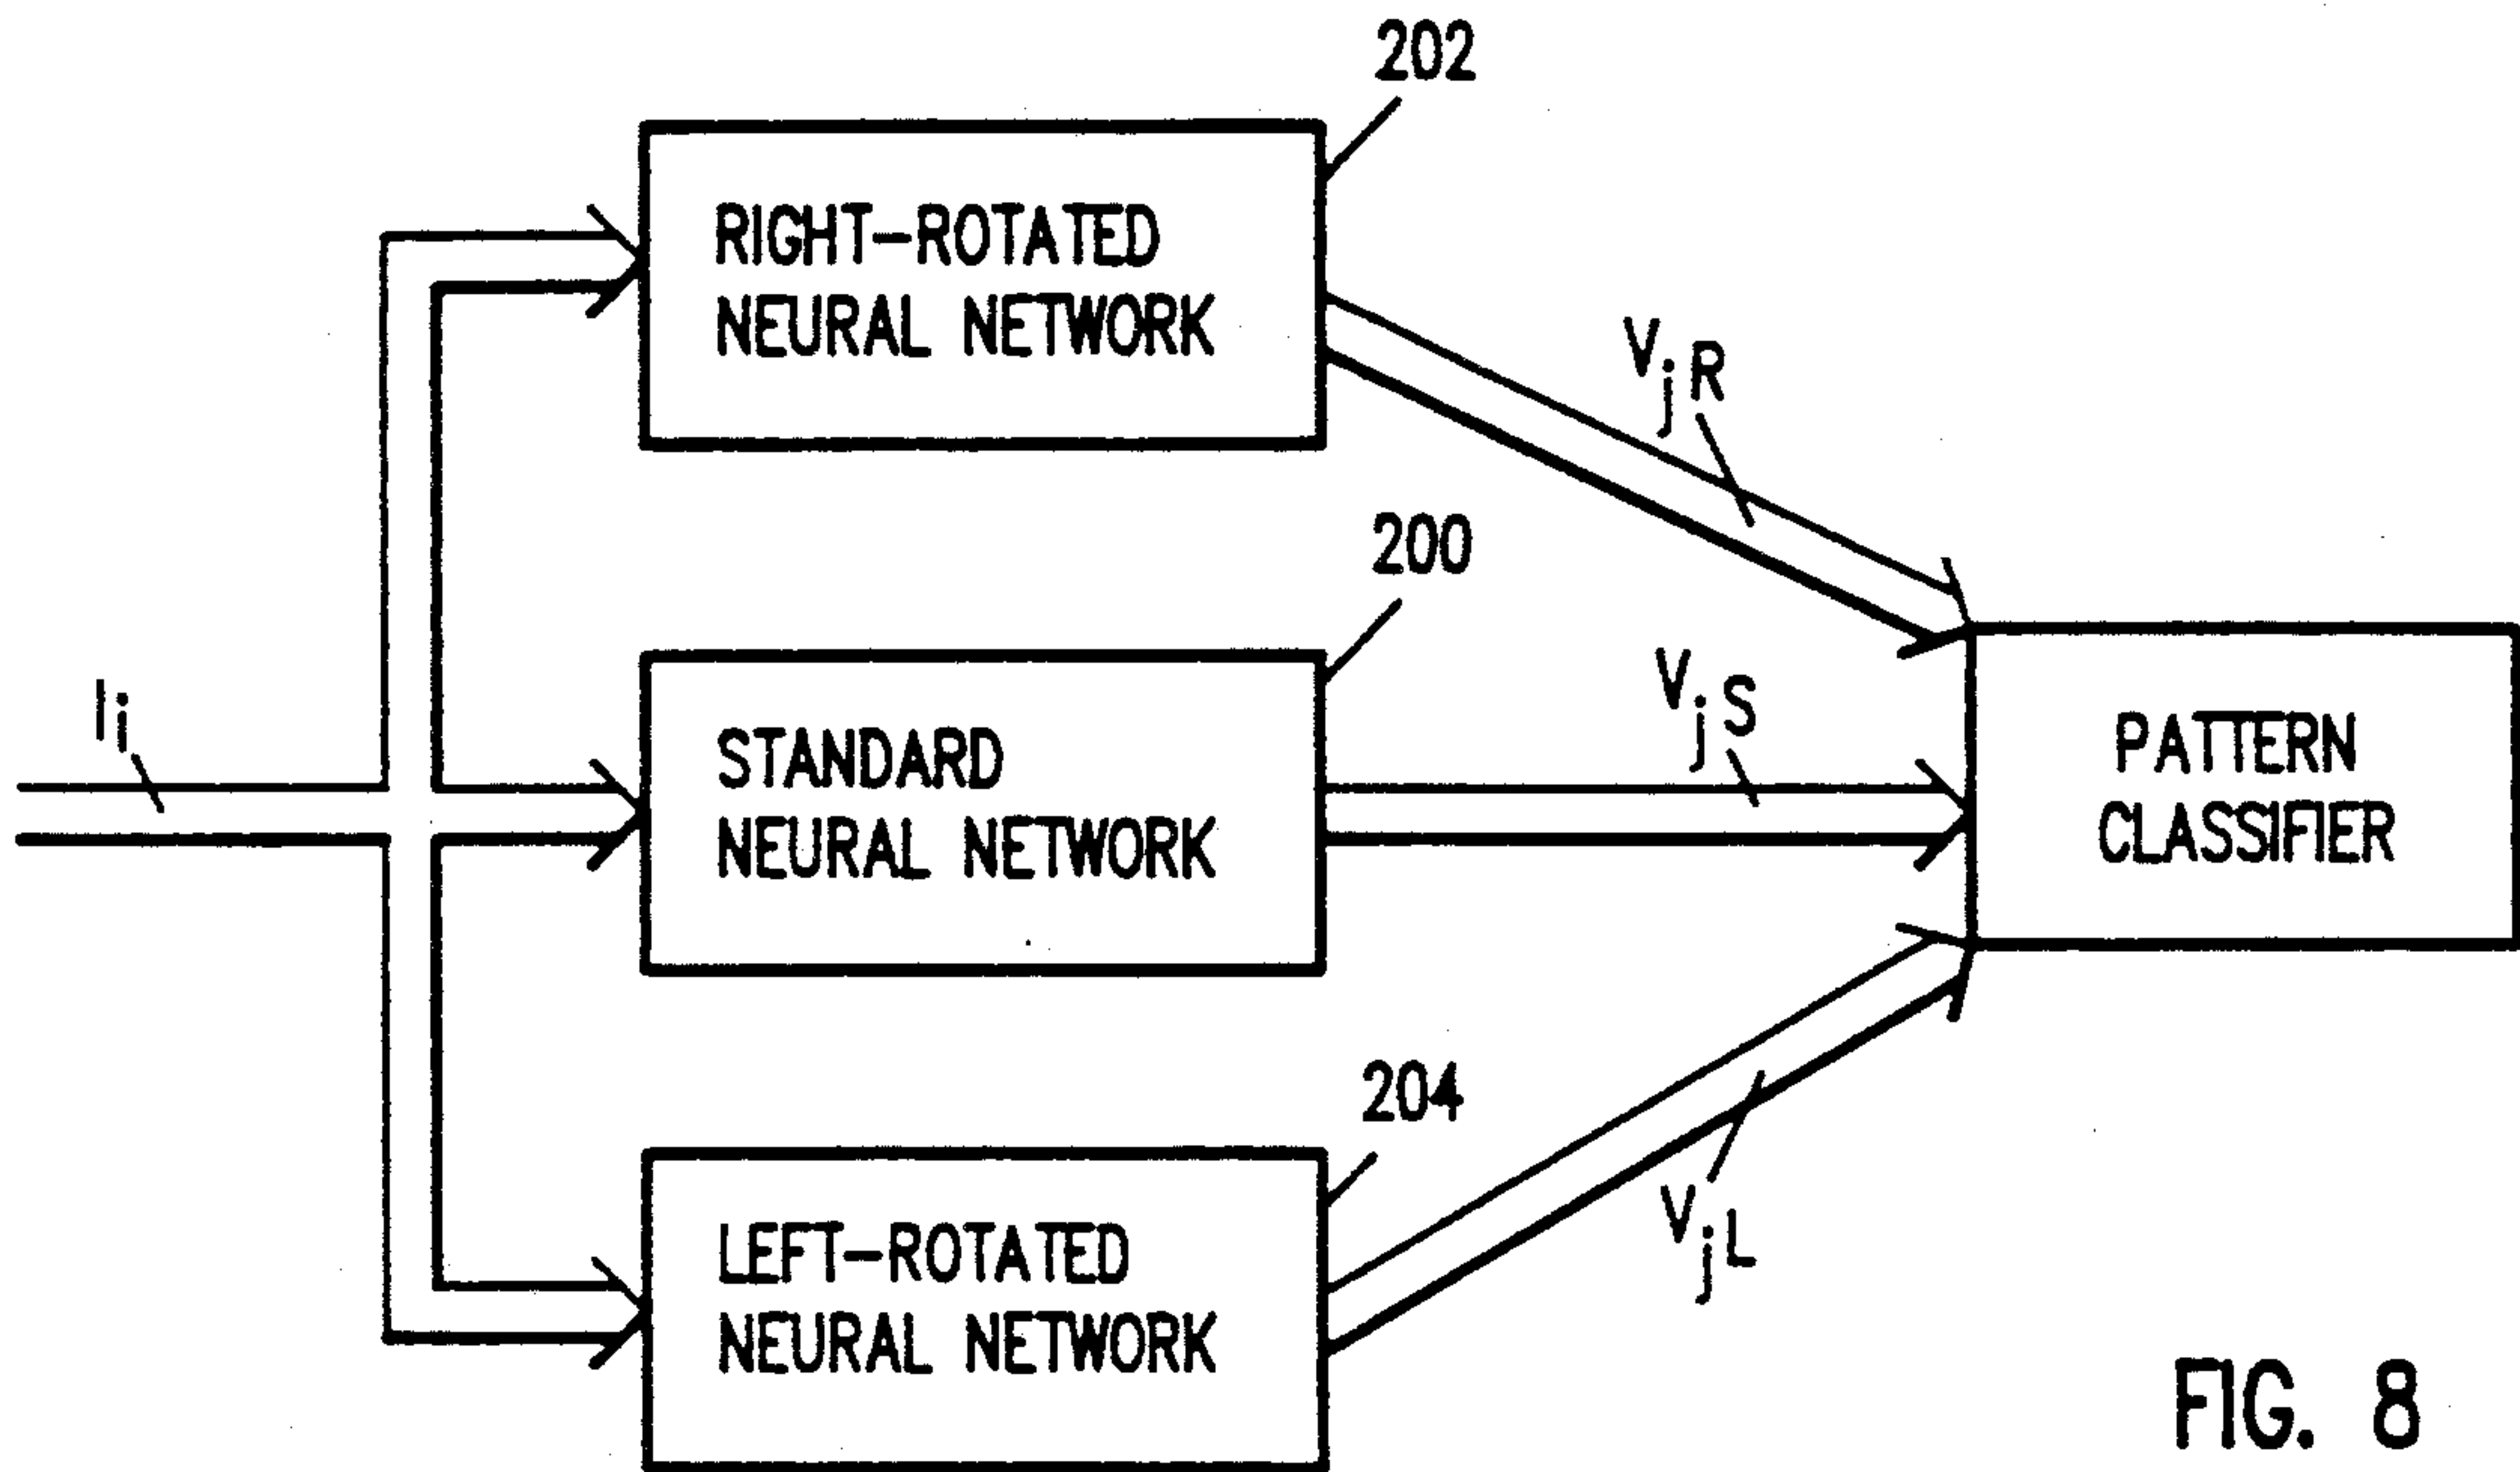 202
RIGHT-ROTATED
NEURAL NETWORK
VjR
200
Ii
STANDARD
NEURAL NETWORK
VjS
PATTERN
CLASSIFIER
204
LEFT-ROTATED
NEURAL NETWORK
VjL
FIG. 8